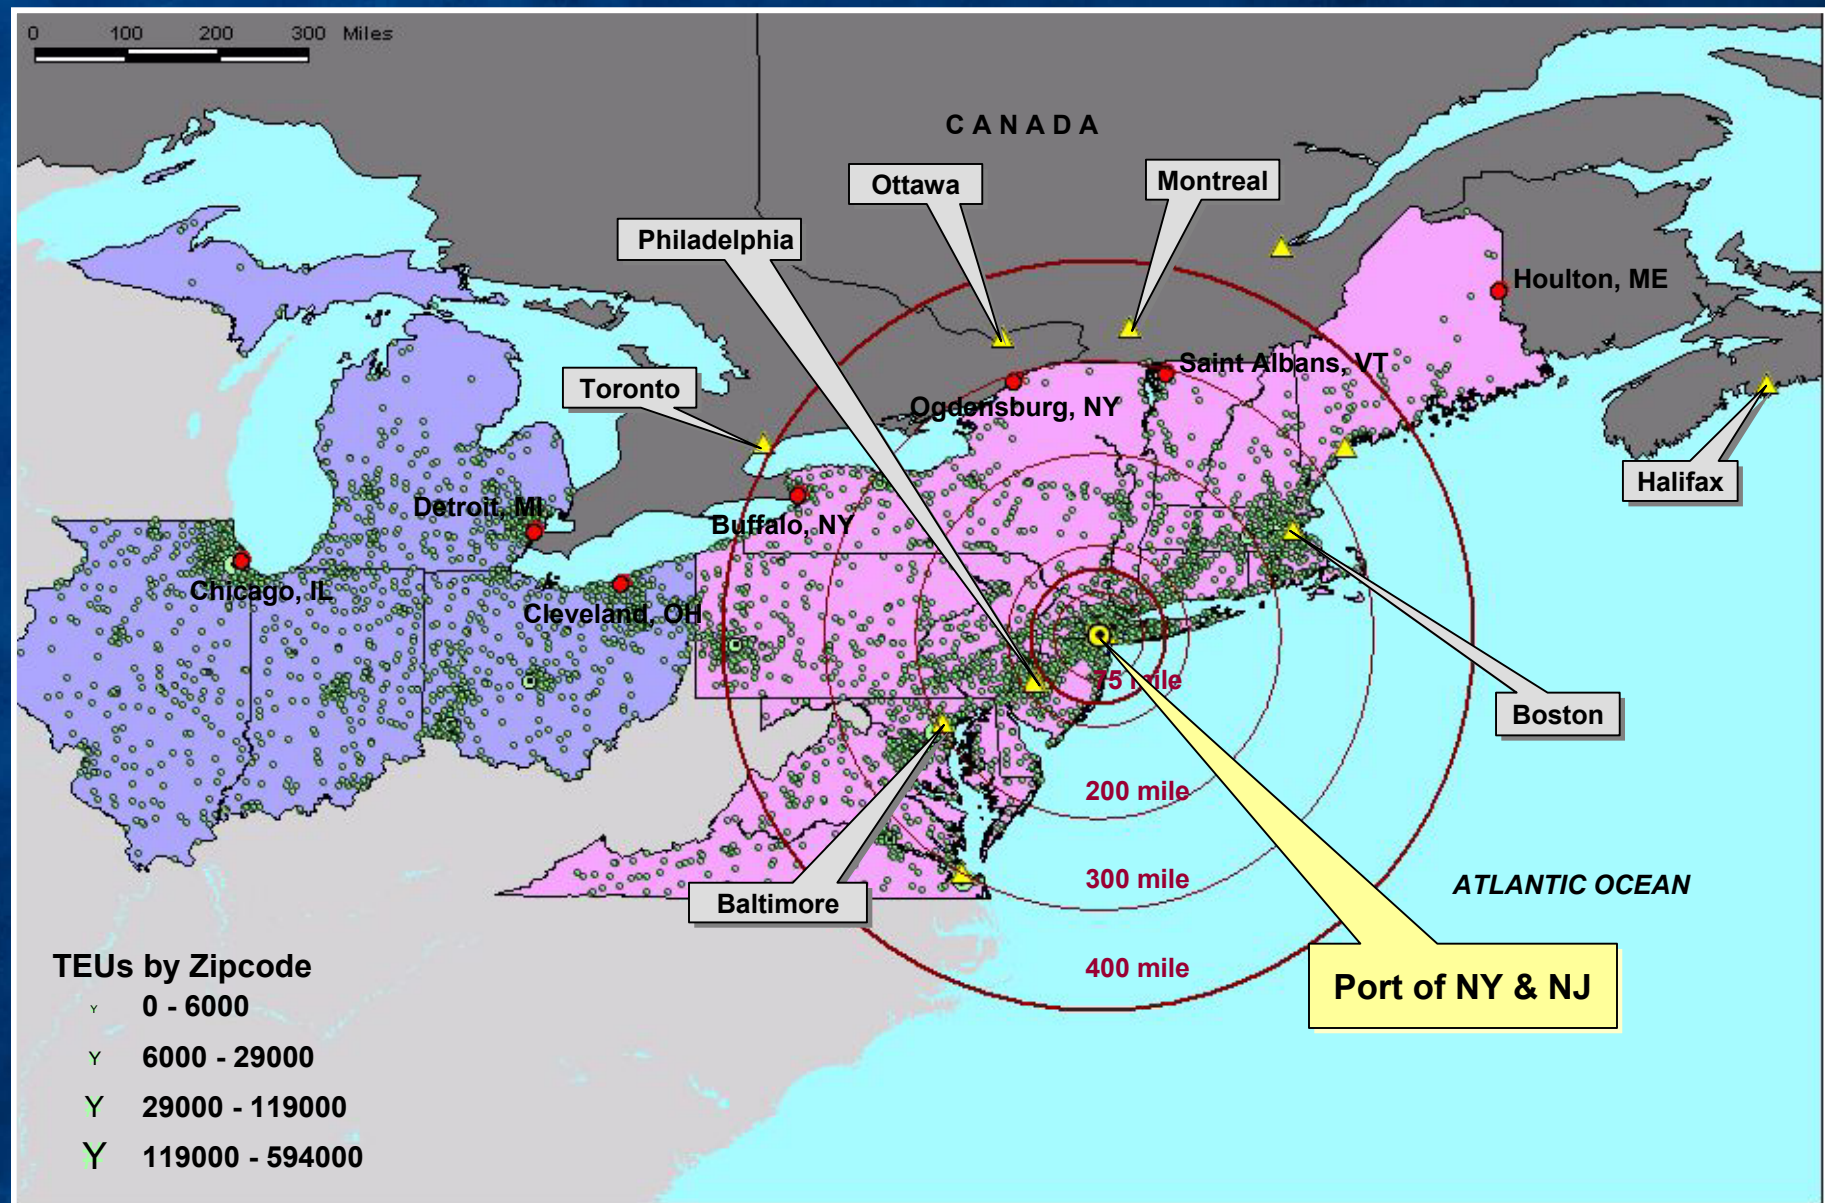 0 100 200 300 Miles
CANADA
Ottawa
Montreal
Philadelphia
Houlton, ME
Saint Albans, VT
Toronto
Ogdensburg, NY
Halifax
Detroit, MI
Buffalo, NY
Chicago, IL
Cleveland, OH
75 mile
Boston
200 mile
300 mile
ATLANTIC OCEAN
Baltimore
400 mile
Port of NY & NJ
TEUs by Zipcode
Y 0 - 6000
Y 6000 - 29000
Y 29000 - 119000
Y 119000 - 594000